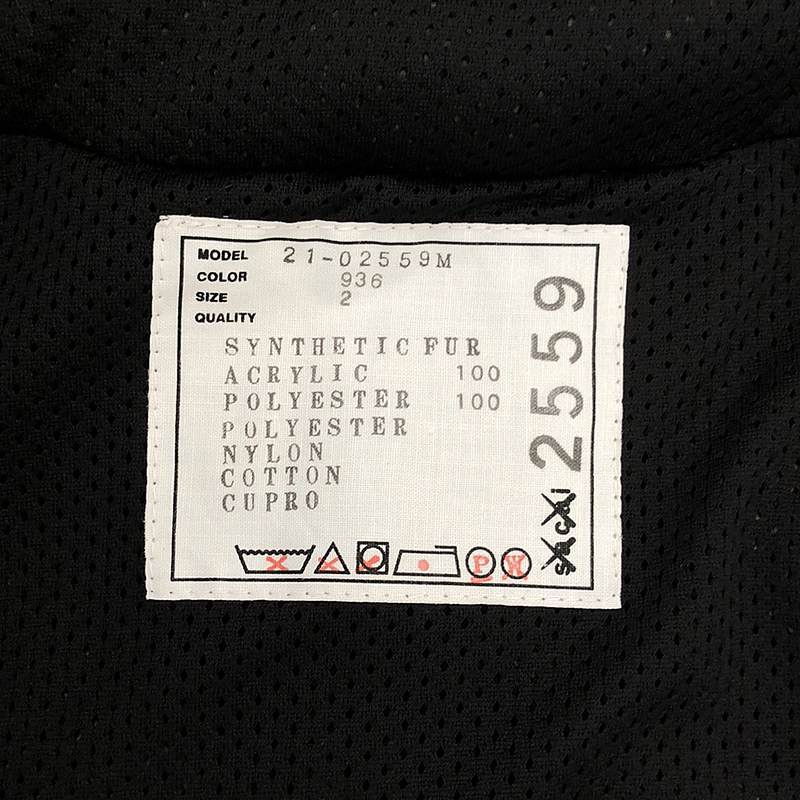 MODEL 21-02559M
COLOR 936
SIZE 2
QUALITY
SYNTHETIC FUR
ACRYLIC 100
POLYESTER 100
POLYESTER
NYLON
COTTON
CUPRO
P W
2559
sacai